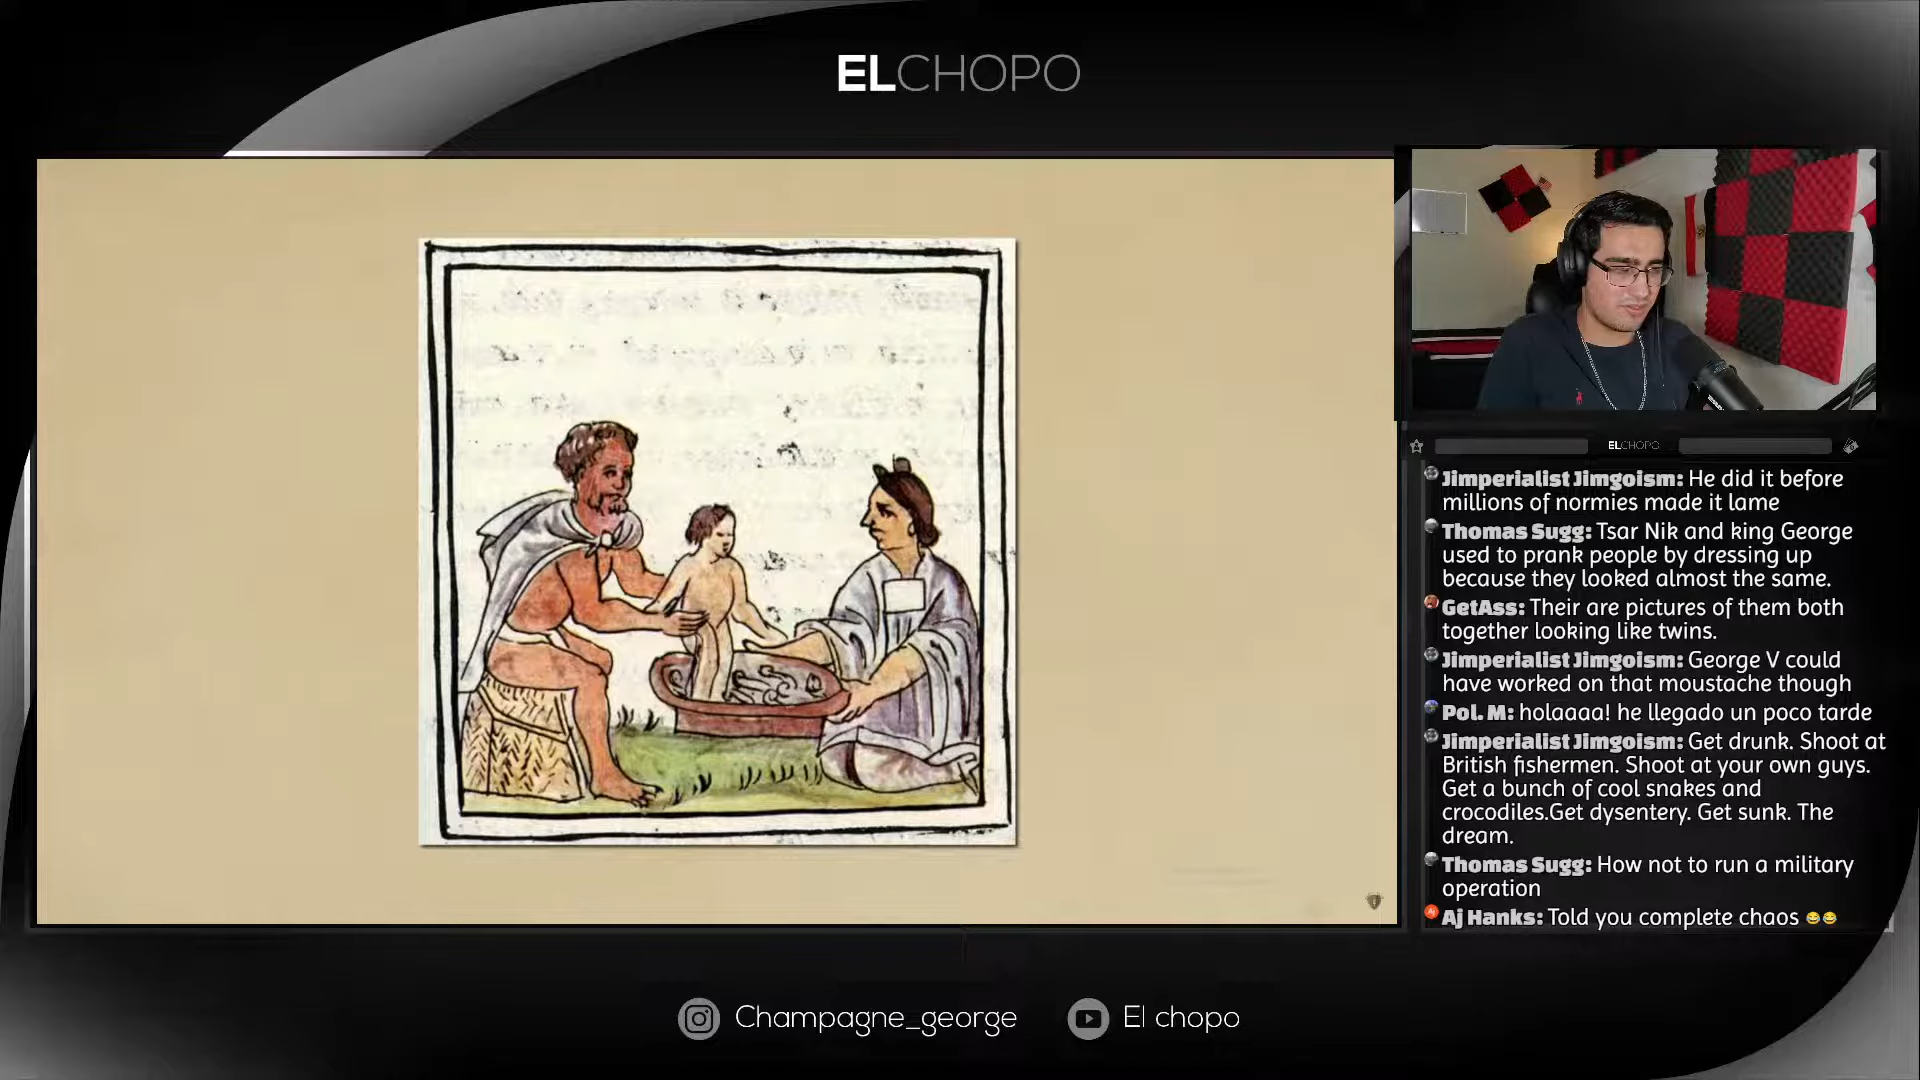 ELCHOPO
ELCHOPO
Jimperialist Jimgoism: He did it before
millions of normies made it lame
Thomas Sugg: Tsar Nik and king George
used to prank people by dressing up
because they looked almost the same.
GetAss: Their are pictures of them both
together looking like twins.
Jimperialist Jimgoism: George V could
have worked on that moustache though
Pol. M: holaaaa! he llegado un poco tarde
Jimperialist Jimgoism: Get drunk. Shoot at
British fishermen. Shoot at your own guys.
Get a bunch of cool snakes and
crocodiles.Get dysentery. Get sunk. The
dream.
Thomas Sugg: How not to run a military
operation
Aj Hanks: Told you complete chaos 😂😂
Champagne_george
El chopo